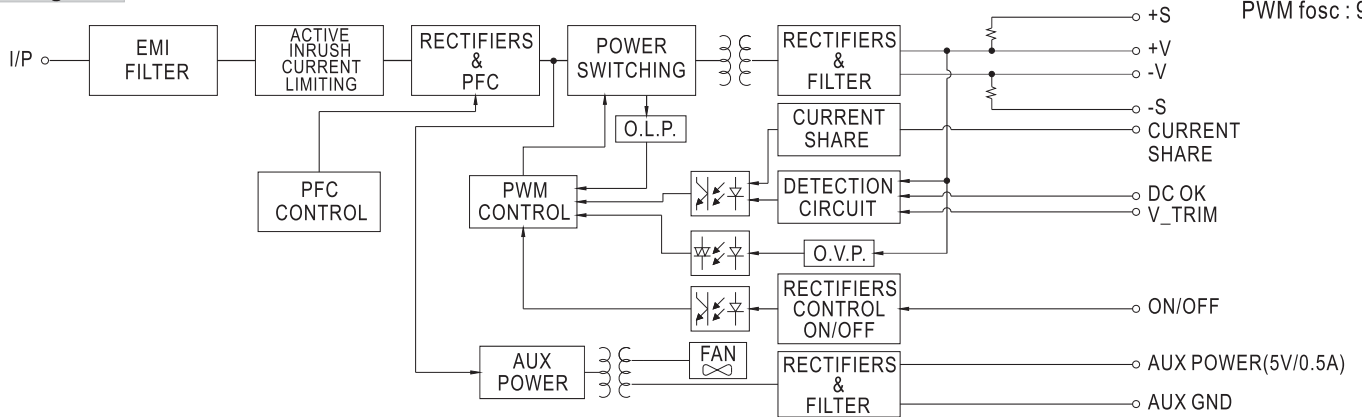 PWM fosc : 9
I/P
EMI
FILTER
ACTIVE
INRUSH
CURRENT
LIMITING
RECTIFIERS
&
PFC
POWER
SWITCHING
RECTIFIERS
&
FILTER
+S
+V
-V
-S
O.L.P.
CURRENT
SHARE
CURRENT
SHARE
PFC
CONTROL
PWM
CONTROL
DETECTION
CIRCUIT
DC OK
V_TRIM
O.V.P.
RECTIFIERS
CONTROL
ON/OFF
ON/OFF
AUX
POWER
FAN
RECTIFIERS
&
FILTER
AUX POWER(5V/0.5A)
AUX GND